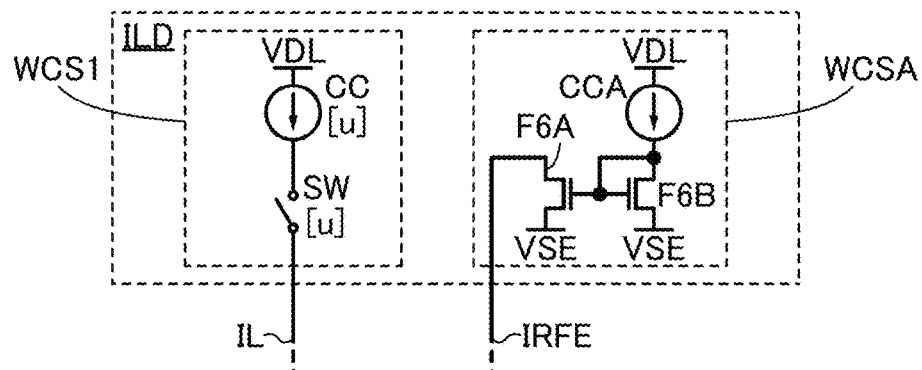 ILD
WCS1
VDL
CC
[u]
SW
[u]
VDL
CCA
WCSA
F6A
F6B
VSE
VSE
IL
IRFE